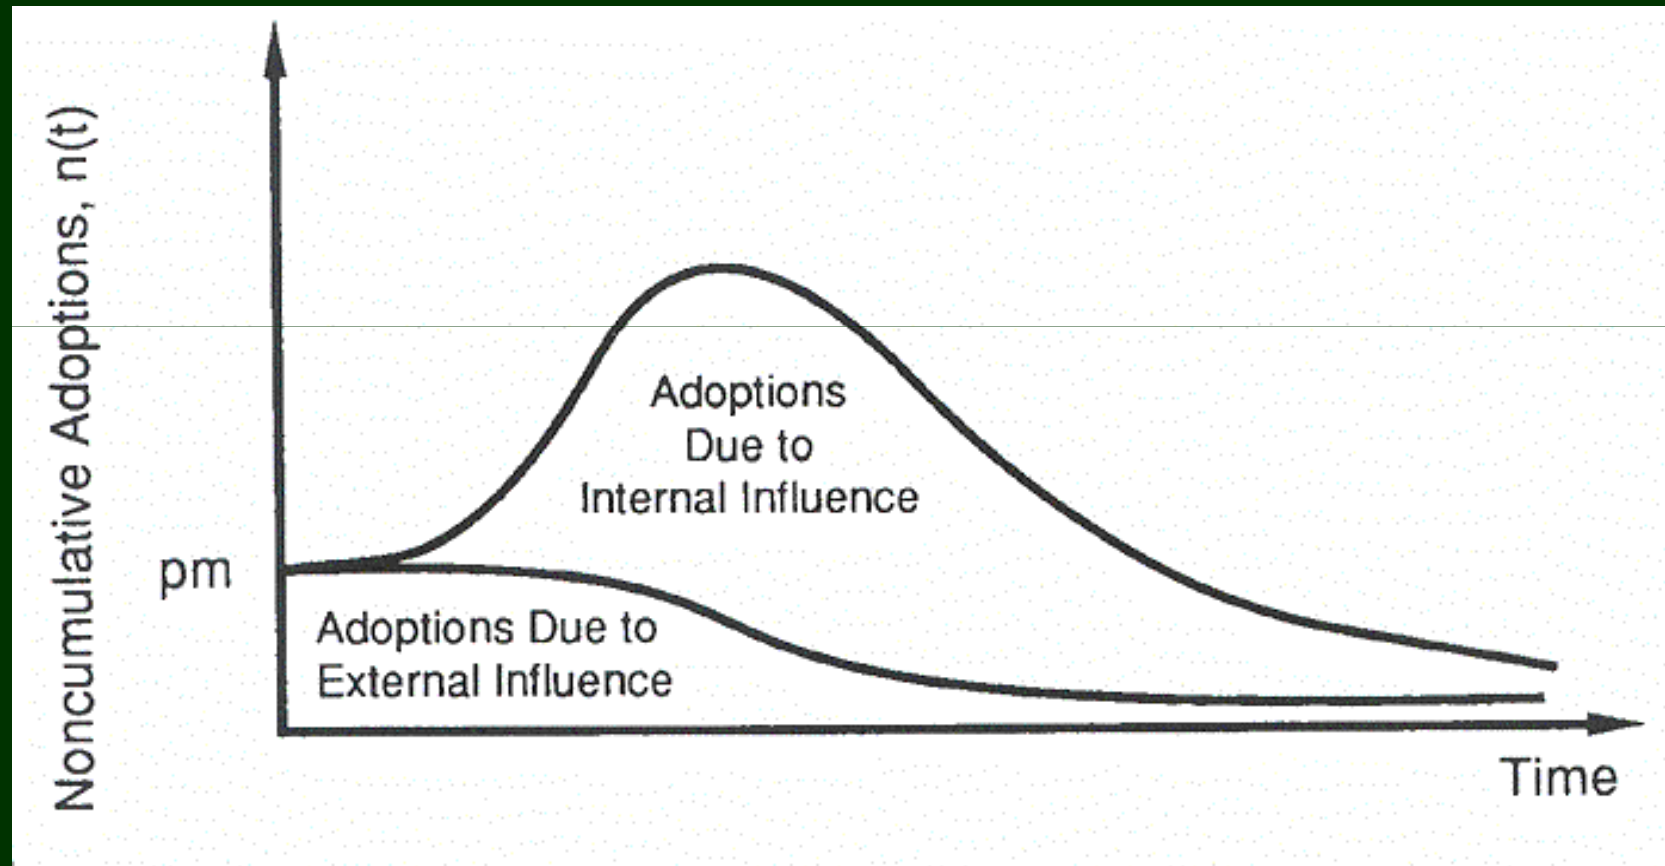 Noncumulative Adoptions, n(t)
Adoptions
Due to
Internal Influence
pm
Adoptions Due to
External Influence
Time